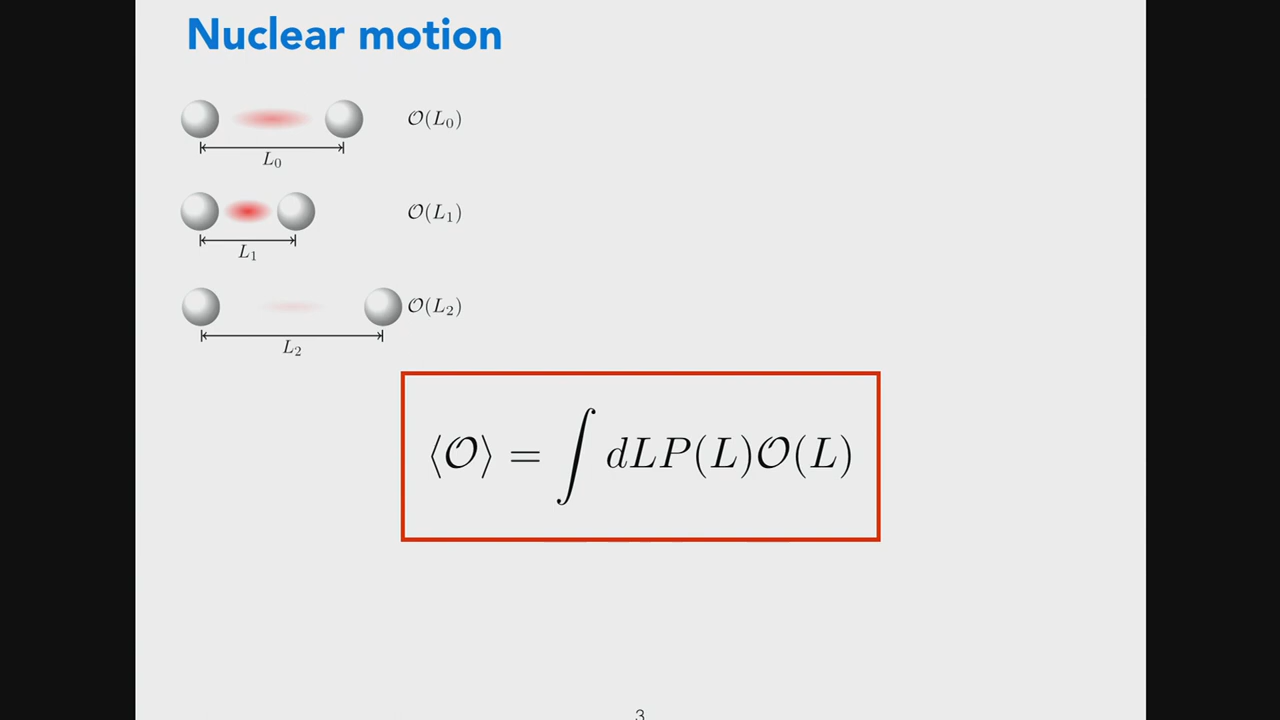 Nuclear motion
𝒪(L₀)
L₀
𝒪(L₁)
L₁
𝒪(L₂)
L₂
⟨𝒪⟩ = ∫ dLP(L)𝒪(L)
3